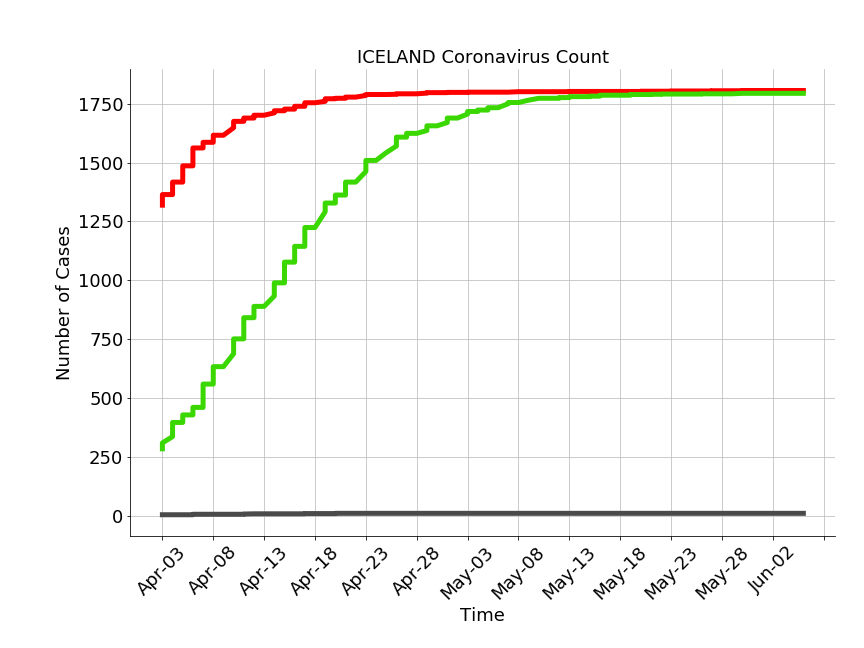 ICELAND Coronavirus Count
Number of Cases
1750
1500
1250
1000
750
500
250
0
Apr-03
Apr-08
Apr-13
Apr-18
Apr-23
Apr-28
May-03
May-08
May-13
May-18
May-23
May-28
Jun-02
Time